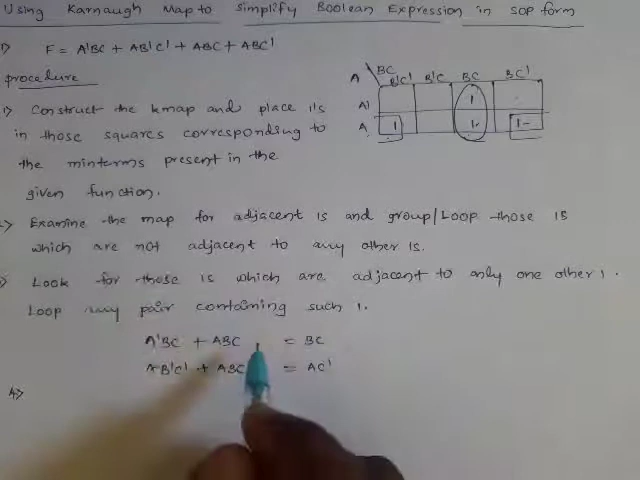 Using Karnaugh Map to simplify Boolean Expression in SOP form
1) F = A'BC + AB'C' + ABC + ABC'
procedure
A \ BC B'C' B'C BC BC'
A' 1
A 1 1 1
1) Construct the kmap and place 1s
in those squares corresponding to
the minterms present in the
given function.
2) Examine the map for adjacent 1s and group/Loop those 1s
which are not adjacent to any other 1s.
3) Look for those 1s which are adjacent to only one other 1.
Loop any pair containing such 1.
A'BC + ABC = BC
AB'C' + ABC = AC'
4)